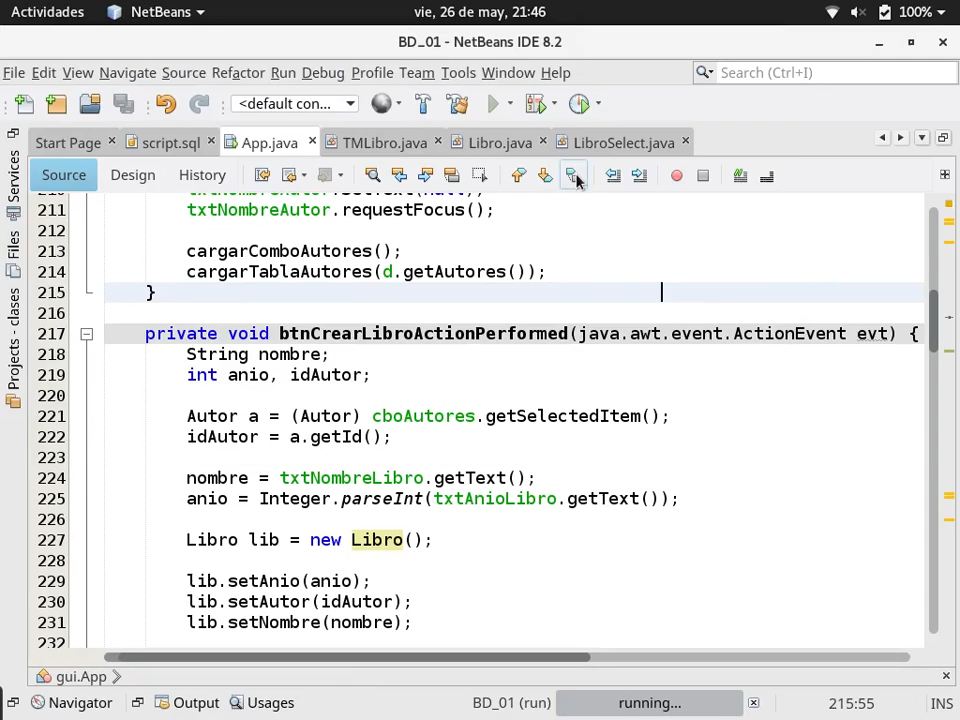 Actividades NetBeans vie, 26 de may, 21:46 100%
BD_01 - NetBeans IDE 8.2
File Edit View Navigate Source Refactor Run Debug Profile Team Tools Window Help Search (Ctrl+I)
<default con...
Start Page script.sql App.java TMLibro.java Libro.java LibroSelect.java
Source Design History
Services
Files
Projects - clases
211 txtNombreAutor.requestFocus();
212
213 cargarComboAutores();
214 cargarTablaAutores(d.getAutores());
215 }
216
217 private void btnCrearLibroActionPerformed(java.awt.event.ActionEvent evt) {
218 String nombre;
219 int anio, idAutor;
220
221 Autor a = (Autor) cboAutores.getSelectedItem();
222 idAutor = a.getId();
223
224 nombre = txtNombreLibro.getText();
225 anio = Integer.parseInt(txtAnioLibro.getText());
226
227 Libro lib = new Libro();
228
229 lib.setAnio(anio);
230 lib.setAutor(idAutor);
231 lib.setNombre(nombre);
232
gui.App
Navigator Output Usages BD_01 (run) running... 215:55 INS